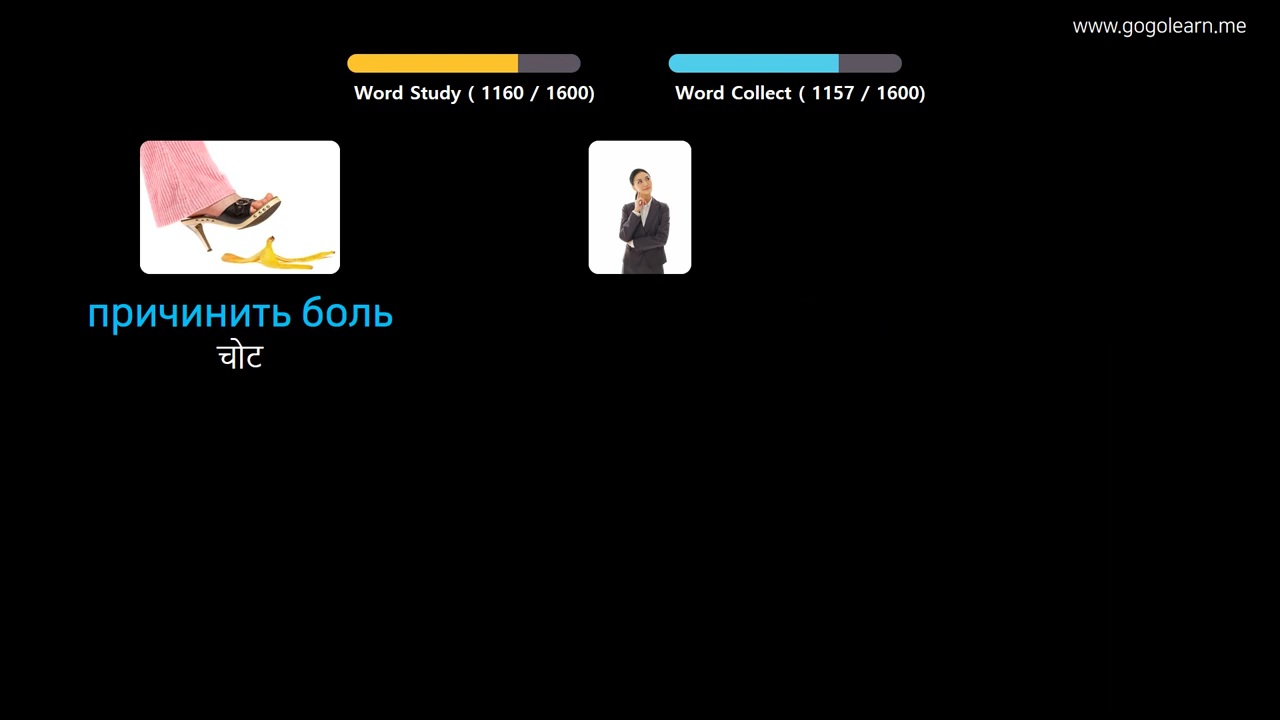 www.gogolearn.me
Word Study ( 1160 / 1600)
Word Collect ( 1157 / 1600)
причинить боль
चोट